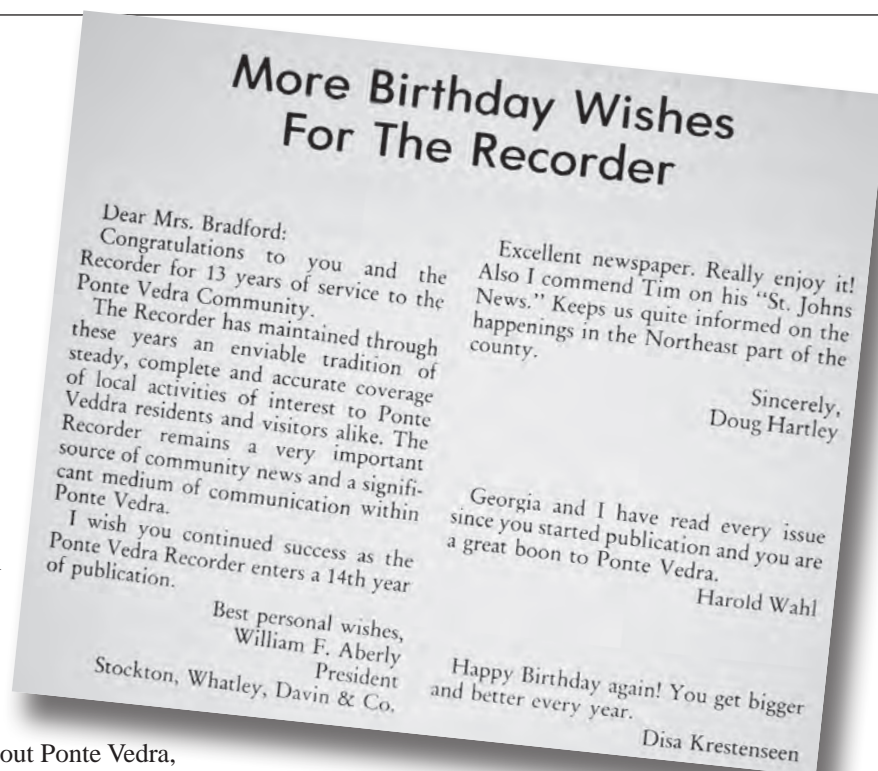 More Birthday Wishes
For The Recorder
Dear Mrs. Bradford:
Congratulations to you and the
Recorder for 13 years of service to the
Ponte Vedra Community.
The Recorder has maintained through
these years an enviable tradition of
steady, complete and accurate coverage
of local activities of interest to Ponte
Veddra residents and visitors alike. The
Recorder remains a very important
source of community news and a signifi-
cant medium of communication within
Ponte Vedra.
I wish you continued success as the
Ponte Vedra Recorder enters a 14th year
of publication.
Best personal wishes,
William F. Aberly
President
Stockton, Whatley, Davin & Co.
Excellent newspaper. Really enjoy it!
Also I commend Tim on his “St. Johns
News.” Keeps us quite informed on the
happenings in the Northeast part of the
county.
Sincerely,
Doug Hartley
Georgia and I have read every issue
since you started publication and you are
a great boon to Ponte Vedra.
Harold Wahl
Happy Birthday again! You get bigger
and better every year.
Disa Krestenseen
out Ponte Vedra,